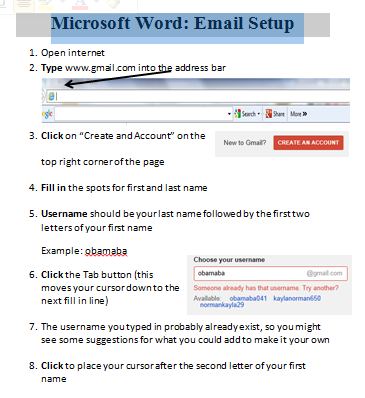 Microsoft Word: Email Setup
1. Open internet
2. Type www.gmail.com into the address bar
gle
Search
Share
More »
3. Click on “Create and Account” on the
New to Gmail?
CREATE AN ACCOUNT
top right corner of the page
4. Fill in the spots for first and last name
5. Username should be your last name followed by the first two
letters of your first name
Example: obamaba
Choose your username
obamaba
@gmail.com
6. Click the Tab button (this
Someone already has that username. Try another?
moves your cursor down to the
Available: obamaba041 kaylanorman650
next fill in line)
normankayla29
7. The username you typed in probably already exist, so you might
see some suggestions for what you could add to make it your own
8. Click to place your cursor after the second letter of your first
name